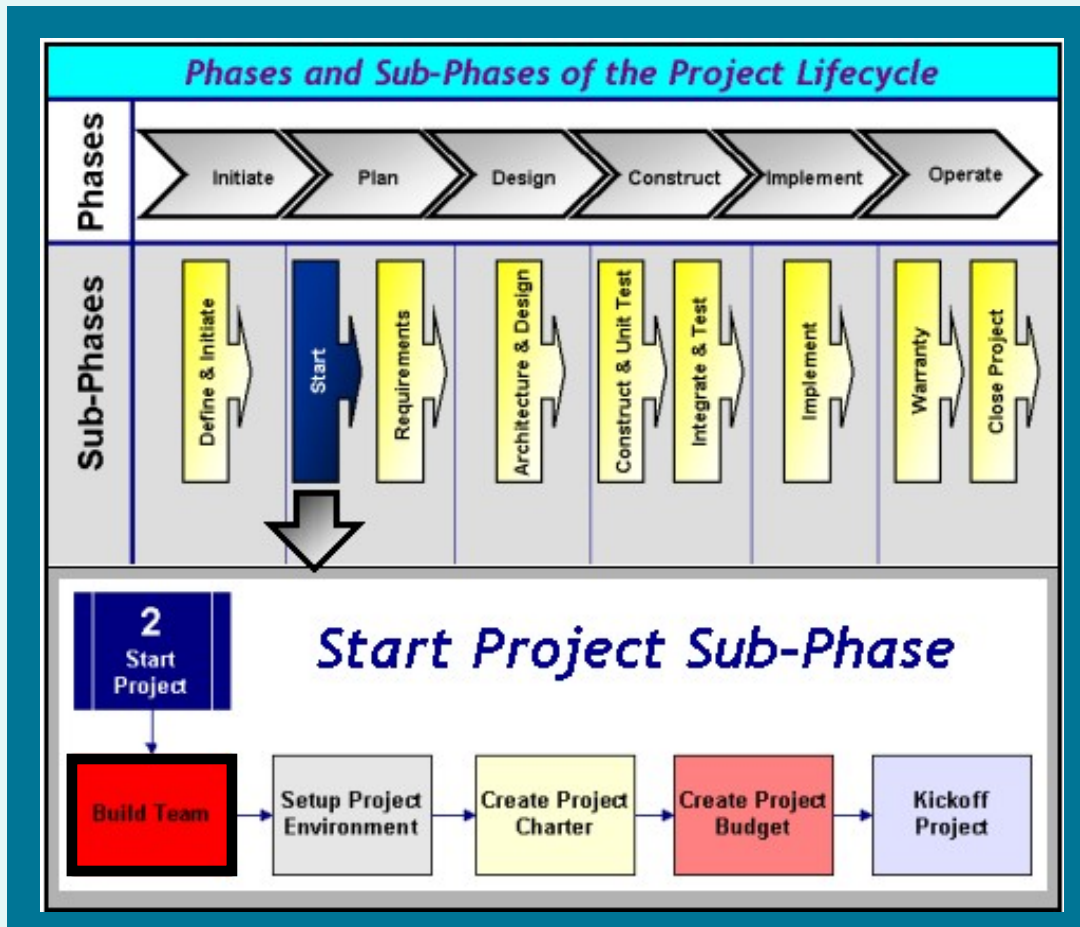 Phases and Sub-Phases of the Project Lifecycle
Phases
Initiate
Plan
Design
Construct
Implement
Operate
Sub-Phases
Define & Initiate
Start
Requirements
Architecture & Design
Construct & Unit Test
Integrate & Test
Implement
Warranty
Close Project
2
Start
Project
Start Project Sub-Phase
Build Team
Setup Project
Environment
Create Project
Charter
Create Project
Budget
Kickoff
Project